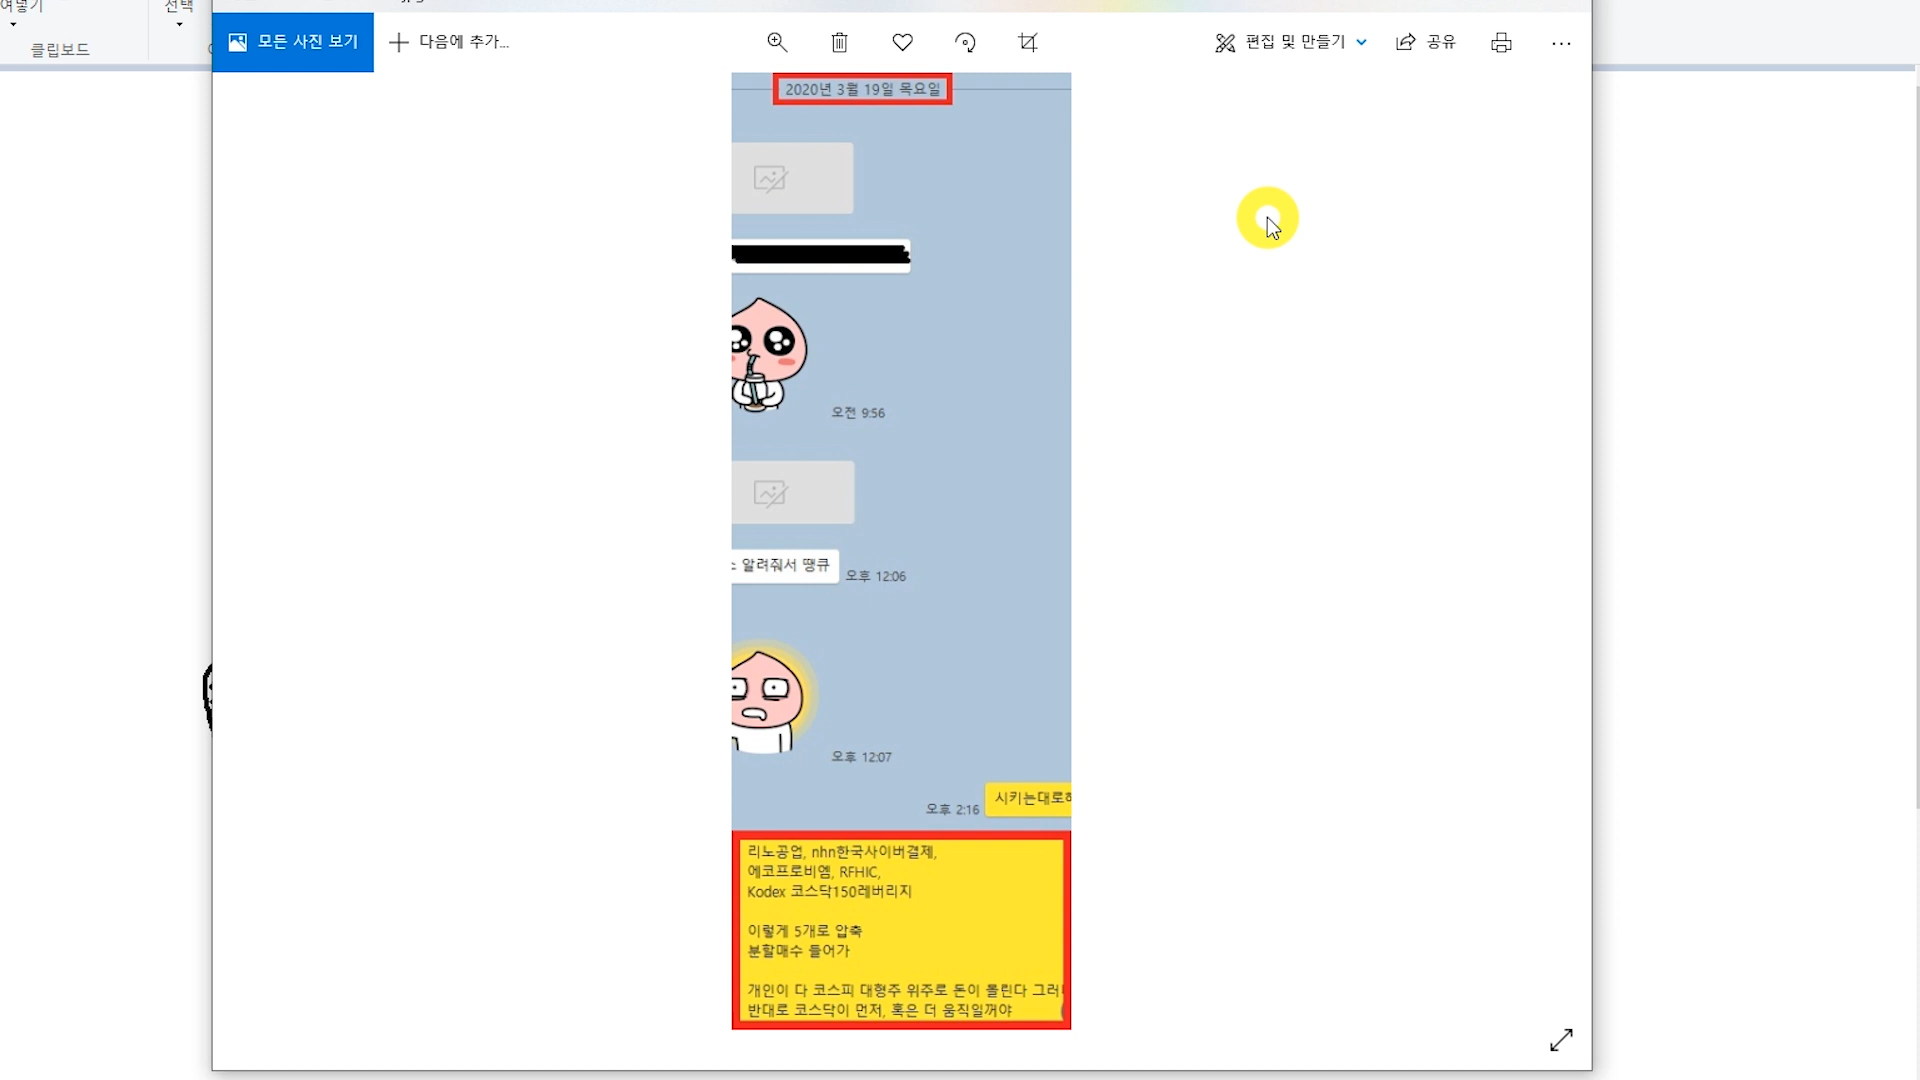 여넣기
선택
클립보드
모든 사진 보기
다음에 추가...
편집 및 만들기
공유
2020년 3월 19일 목요일
오전 9:56
알려줘서 땡큐
오후 12:06
오후 12:07
오후 2:16
시키는대로
리노공업, nhn한국사이버결제,
에코프로비엠, RFHIC,
Kodex 코스닥150레버리지
이렇게 5개로 압축
분할매수 들어가
개인이 다 코스피 대형주 위주로 돈이 몰린다 그러
반대로 코스닥이 먼저, 혹은 더 움직일꺼야